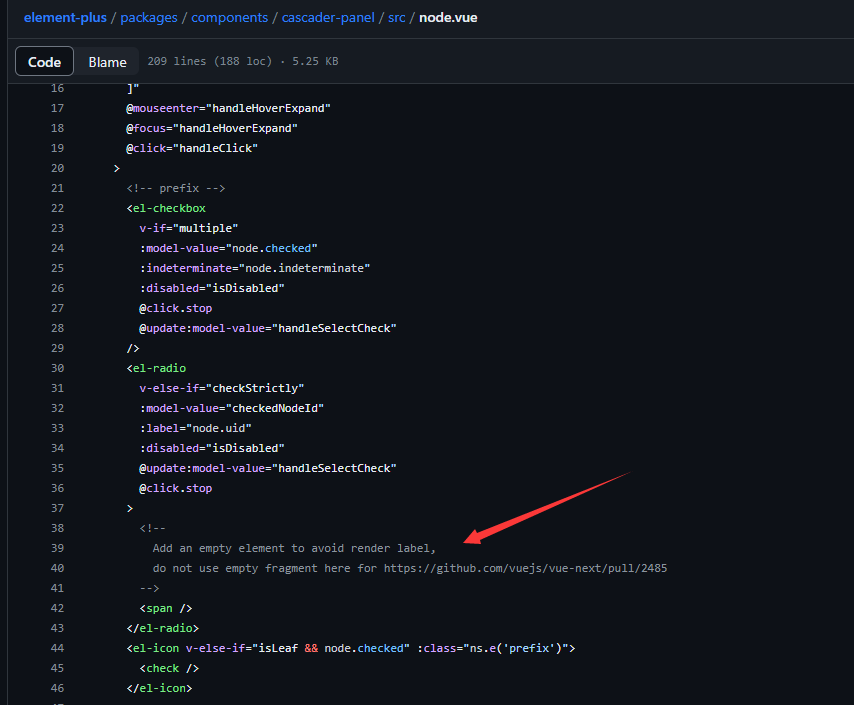 element-plus / packages / components / cascader-panel / src / node.vue
Code Blame 209 lines (188 loc) · 5.25 KB
16 ]"
17 @mouseenter="handleHoverExpand"
18 @focus="handleHoverExpand"
19 @click="handleClick"
20 >
21 <!-- prefix -->
22 <el-checkbox
23 v-if="multiple"
24 :model-value="node.checked"
25 :indeterminate="node.indeterminate"
26 :disabled="isDisabled"
27 @click.stop
28 @update:model-value="handleSelectCheck"
29 />
30 <el-radio
31 v-else-if="checkStrictly"
32 :model-value="checkedNodeId"
33 :label="node.uid"
34 :disabled="isDisabled"
35 @update:model-value="handleSelectCheck"
36 @click.stop
37 >
38 <!--
39 Add an empty element to avoid render label,
40 do not use empty fragment here for https://github.com/vuejs/vue-next/pull/2485
41 -->
42 <span />
43 </el-radio>
44 <el-icon v-else-if="isLeaf && node.checked" :class="ns.e('prefix')">
45 <check />
46 </el-icon>